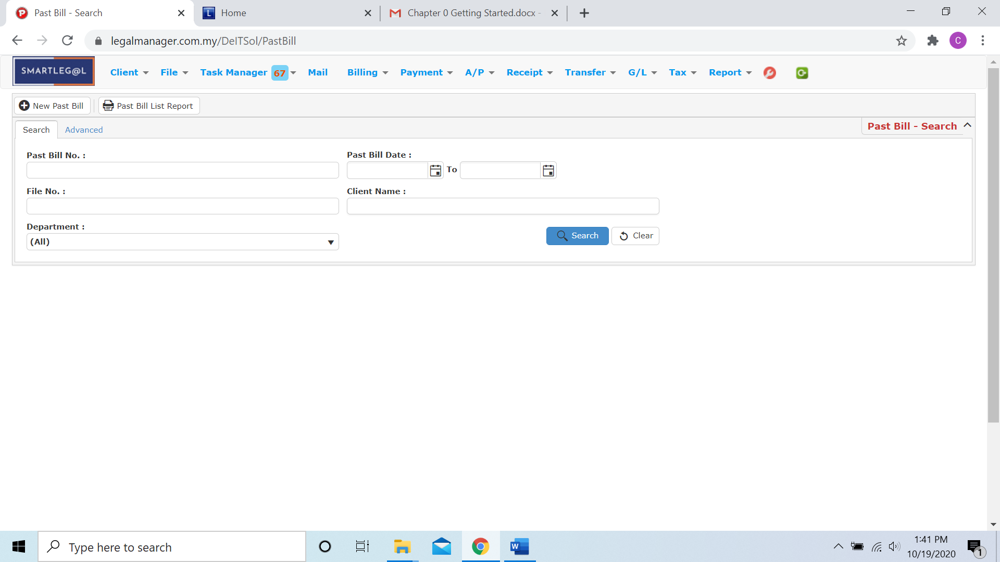 Past Bill - Search
Home
Chapter 0 Getting Started.docx -
legalmanager.com.my/DeITSol/PastBill
C
SMARTLEG@L
Client File Task Manager 67 Mail Billing Payment A/P Receipt Transfer G/L Tax Report
New Past Bill Past Bill List Report
Search Advanced Past Bill - Search
Past Bill No. : Past Bill Date :
To
File No. : Client Name :
Department :
(All) Search Clear
Type here to search
1:41 PM
10/19/2020
1